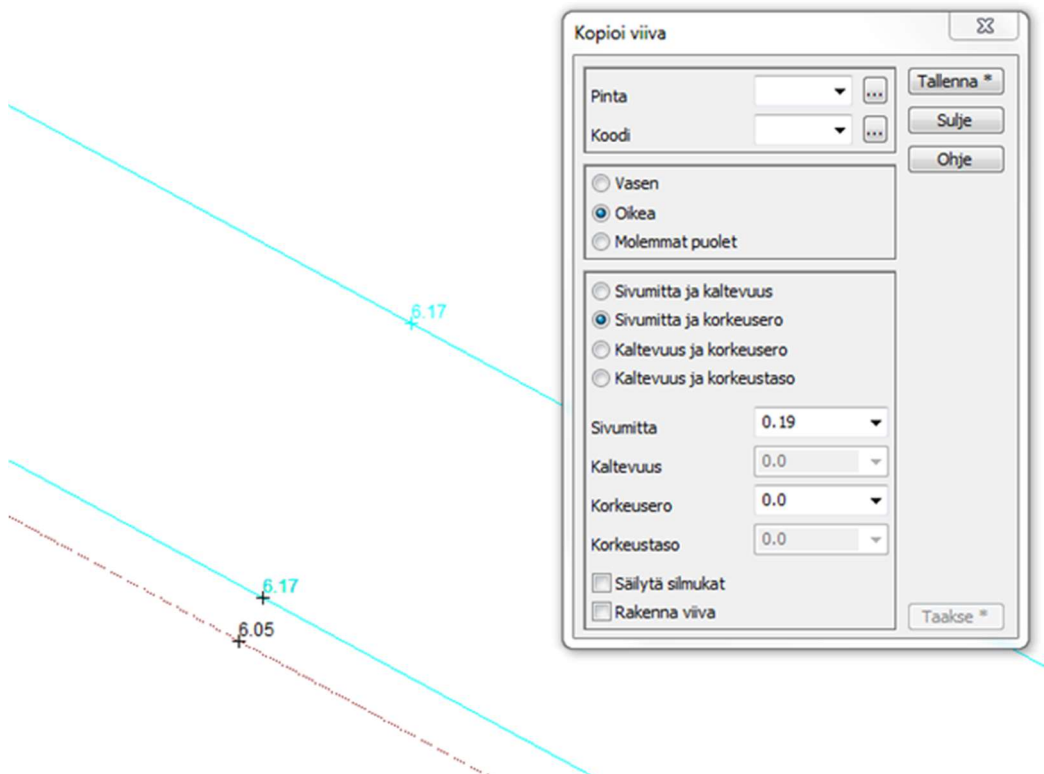 Kopioi viiva
Pinta
...
Tallenna *
Koodi
...
Sulje
Ohje
Vasen
Oikea
Molemmat puolet
Sivumitta ja kaltevuus
Sivumitta ja korkeusero
Kaltevuus ja korkeusero
Kaltevuus ja korkeustaso
Sivumitta 0.19
Kaltevuus 0.0
Korkeusero 0.0
Korkeustaso 0.0
Säilytä silmukat
Rakenna viiva
Taakse *
6.17
6.17
6.05